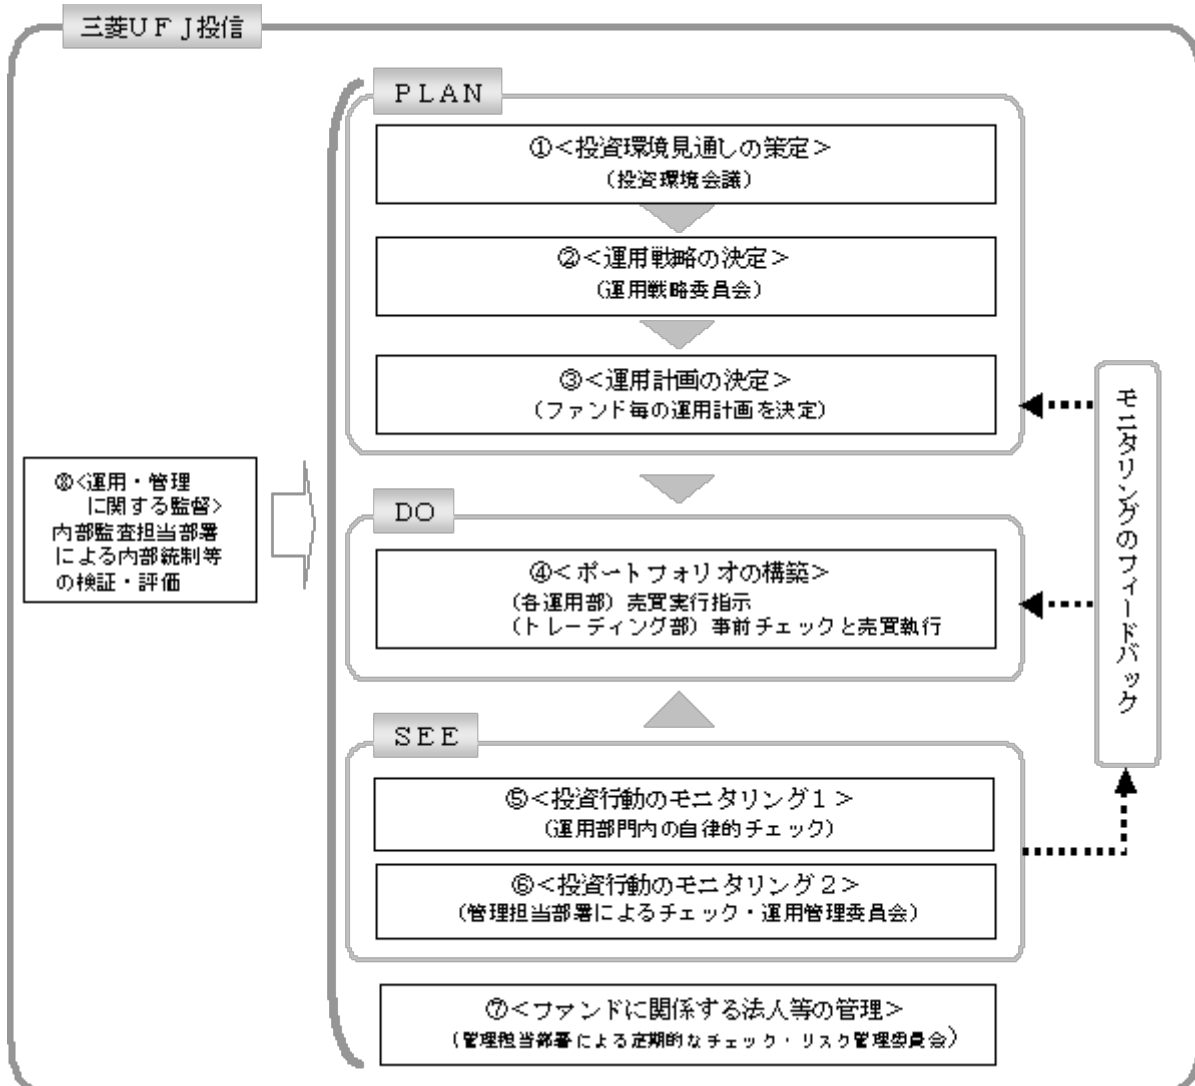 三菱UFJ投信
PLAN
①<投資環境見通しの策定>
(投資環境会議)
②<運用戦略の決定>
(運用戦略委員会)
③<運用計画の決定>
(ファンド毎の運用計画を決定)
⑧<運用・管理
に関する監督>
内部監査担当部署
による内部統制等
の検証・評価
DO
④<ポートフォリオの構築>
(各運用部) 売買実行指示
(トレーディング部) 事前チェックと売買執行
モニタリングのフィードバック
SEE
⑤<投資行動のモニタリング1>
(運用部門内の自律的チェック)
⑥<投資行動のモニタリング2>
(管理担当部署によるチェック・運用管理委員会)
⑦<ファンドに関係する法人等の管理>
(管理担当部署による定期的なチェック・リスク管理委員会)